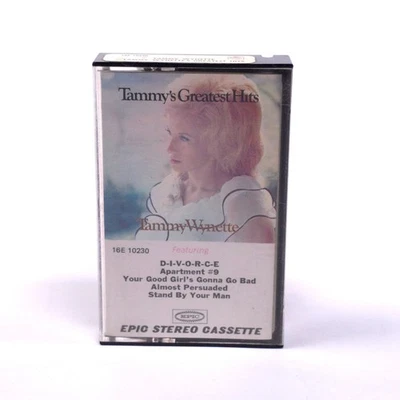 Tammy's Greatest Hits
Tammy Wynette
16E 10230 Featuring
D-I-V-O-R-C-E
Apartment #9
Your Good Girl's Gonna Go Bad
Almost Persuaded
Stand By Your Man
EPIC
EPIC STEREO CASSETTE